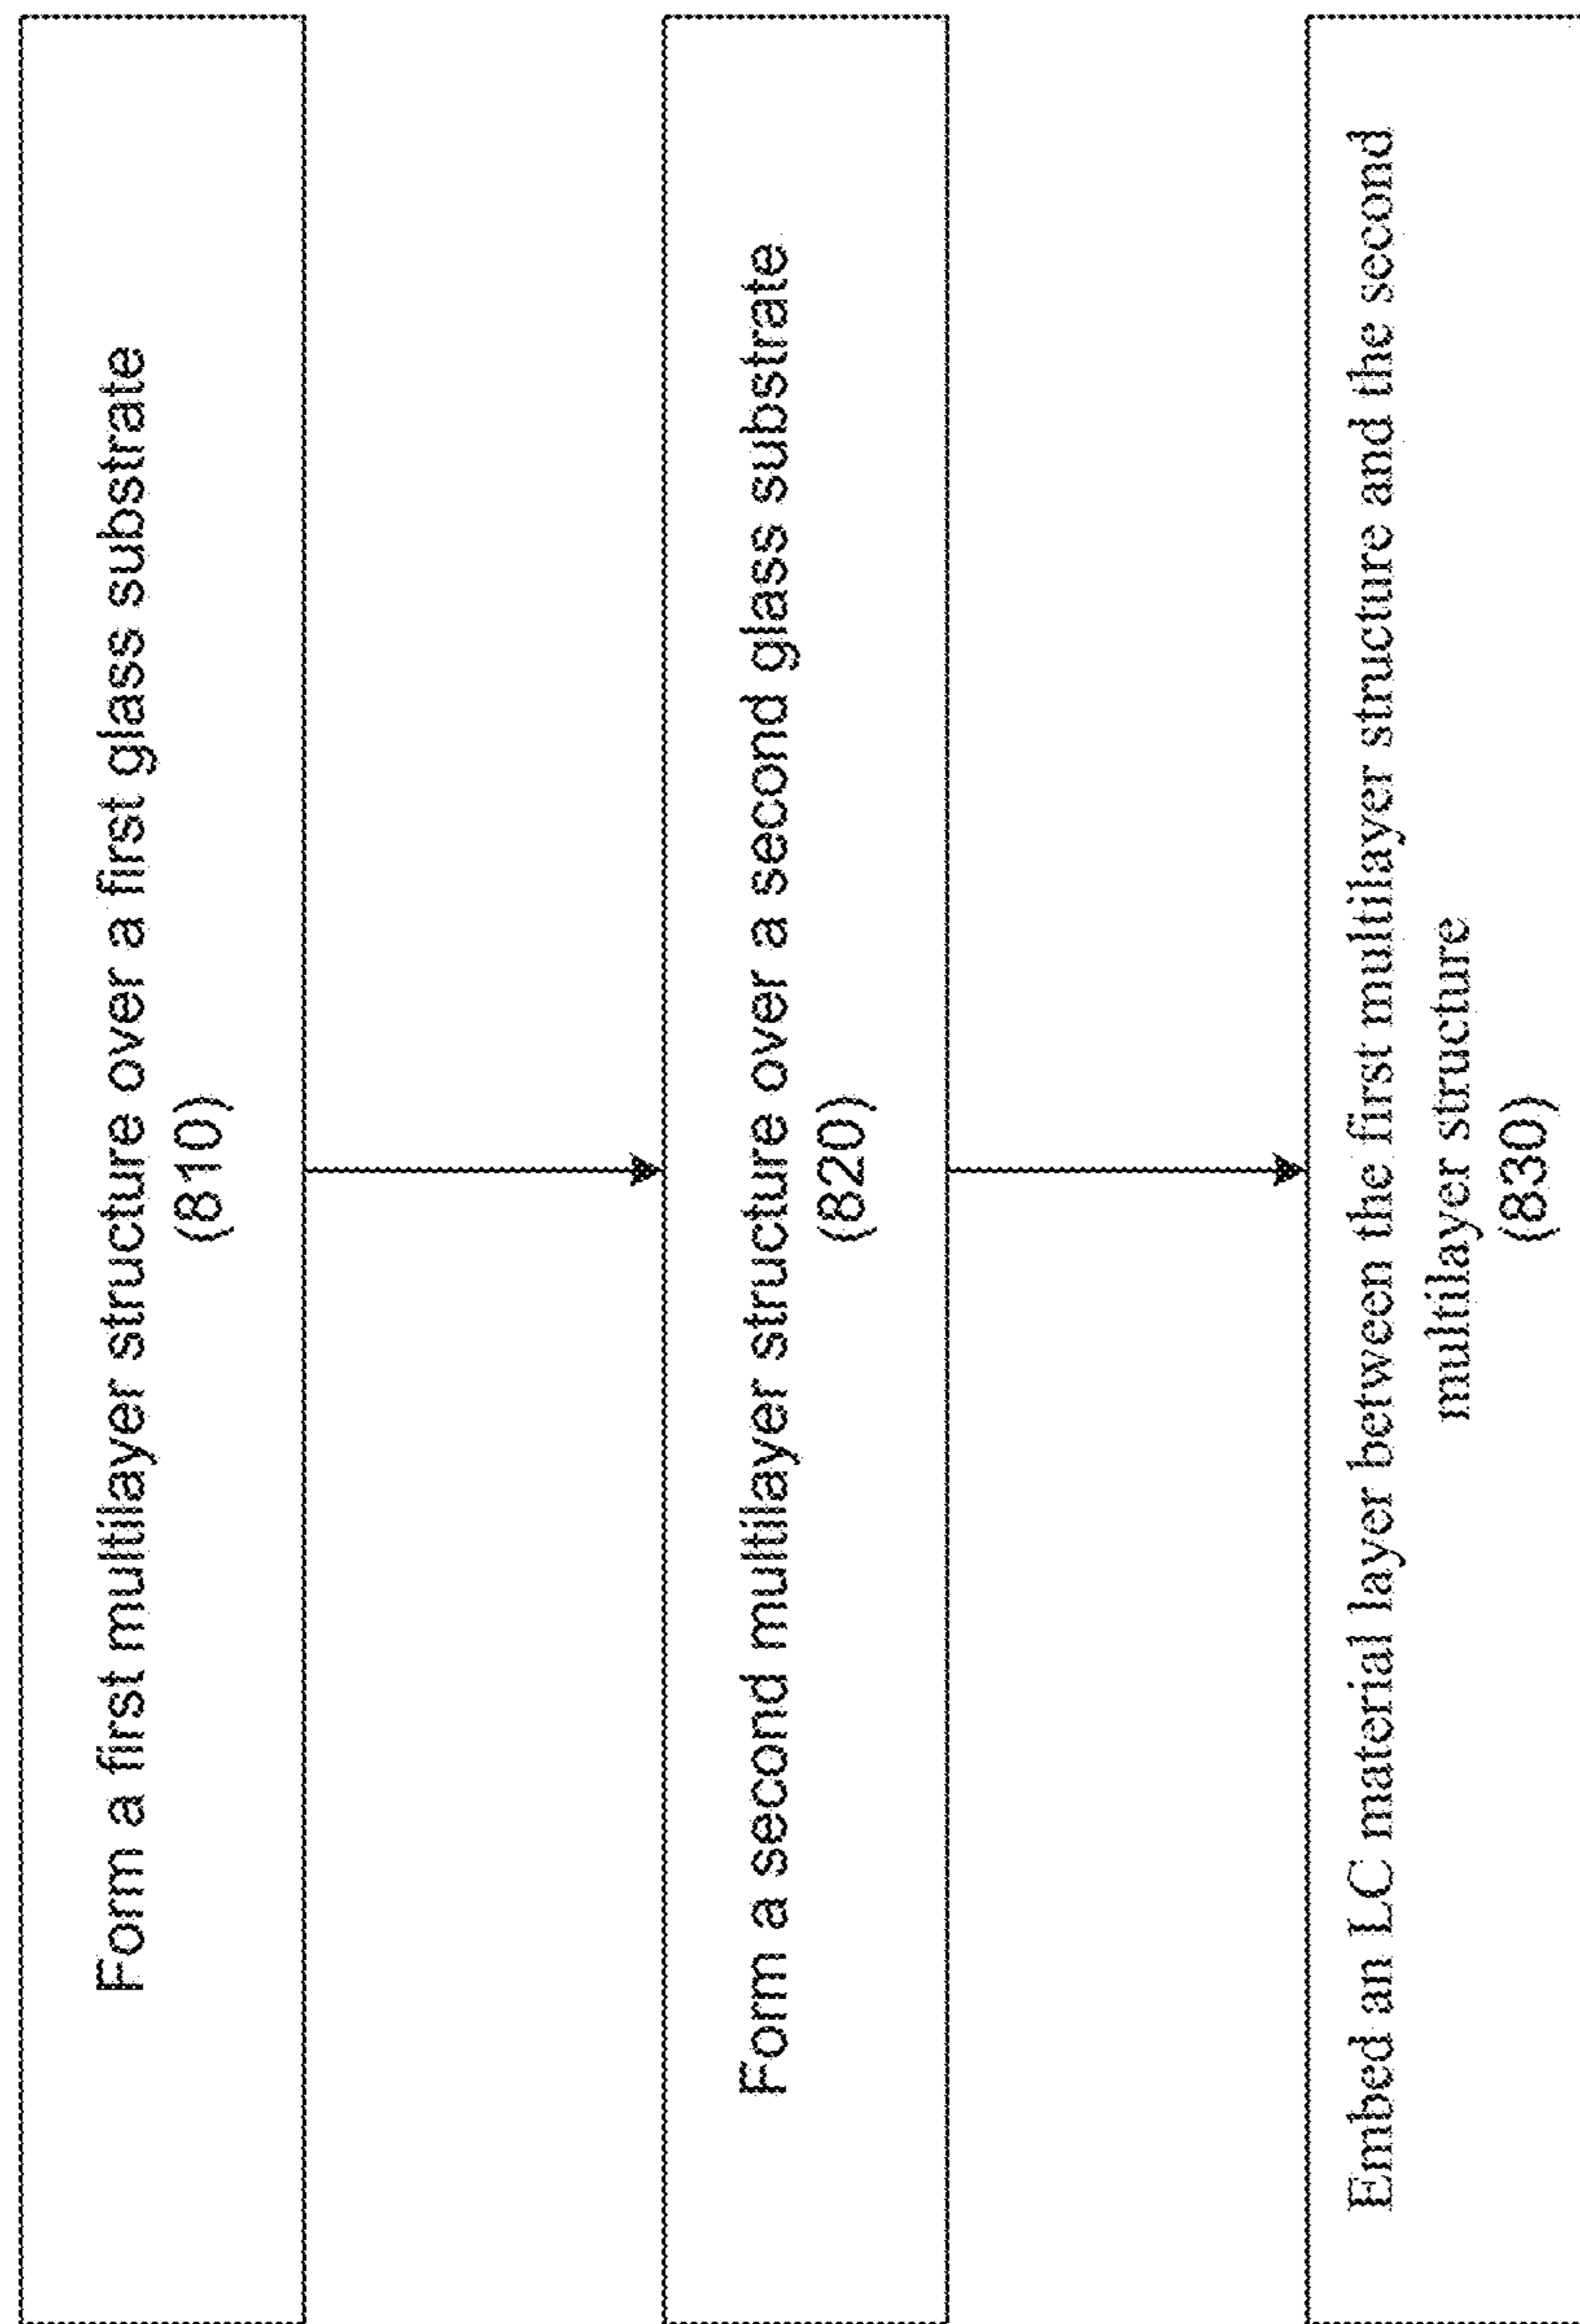 Form a first multilayer structure over a first glass substrate
(810)
Form a second multilayer structure over a second glass substrate
(820)
Embed an LC material layer between the first multilayer structure and the second
multilayer structure
(830)